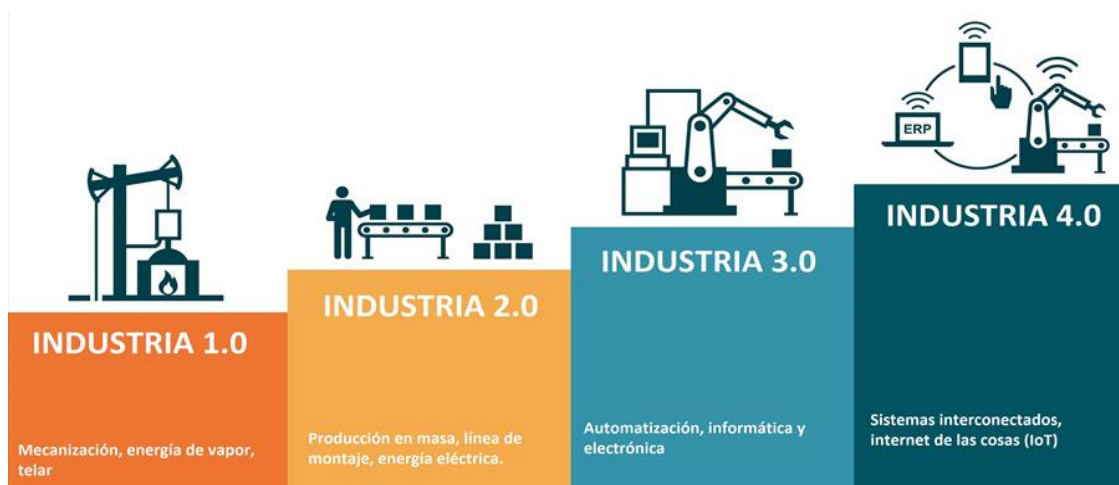 ERP
INDUSTRIA 1.0
Mecanización, energía de vapor,
telar
INDUSTRIA 2.0
Producción en masa, línea de
montaje, energía eléctrica.
INDUSTRIA 3.0
Automatización, informática y
electrónica
INDUSTRIA 4.0
Sistemas interconectados,
internet de las cosas (IoT)